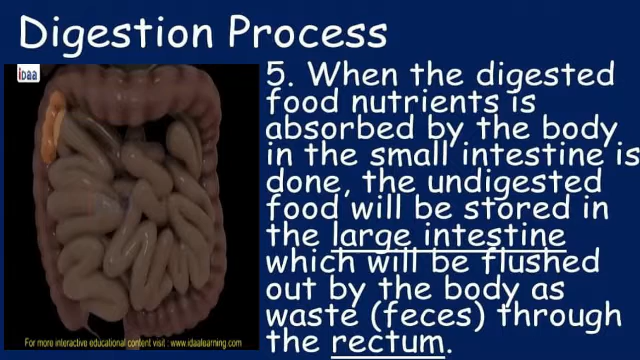 Digestion Process
idaa
5. When the digested
food nutrients is
absorbed by the body
in the small intestine is
done, the undigested
food will be stored in
the large intestine
which will be flushed
out by the body as
waste (feces) through
the rectum.
For more interactive educational content visit : www.idaalearning.com